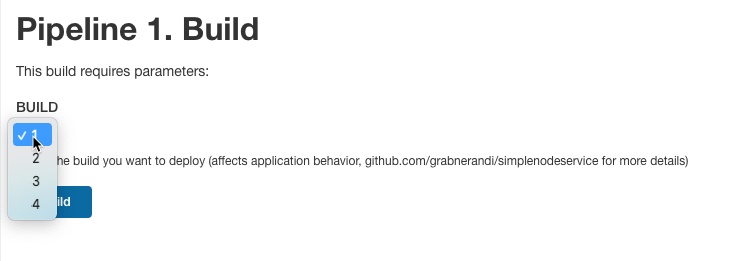 Pipeline 1. Build
This build requires parameters:
BUILD
✓ 1
2
he build you want to deploy (affects application behavior, github.com/grabnerandi/simplenodeservice for more details)
3
4
ild